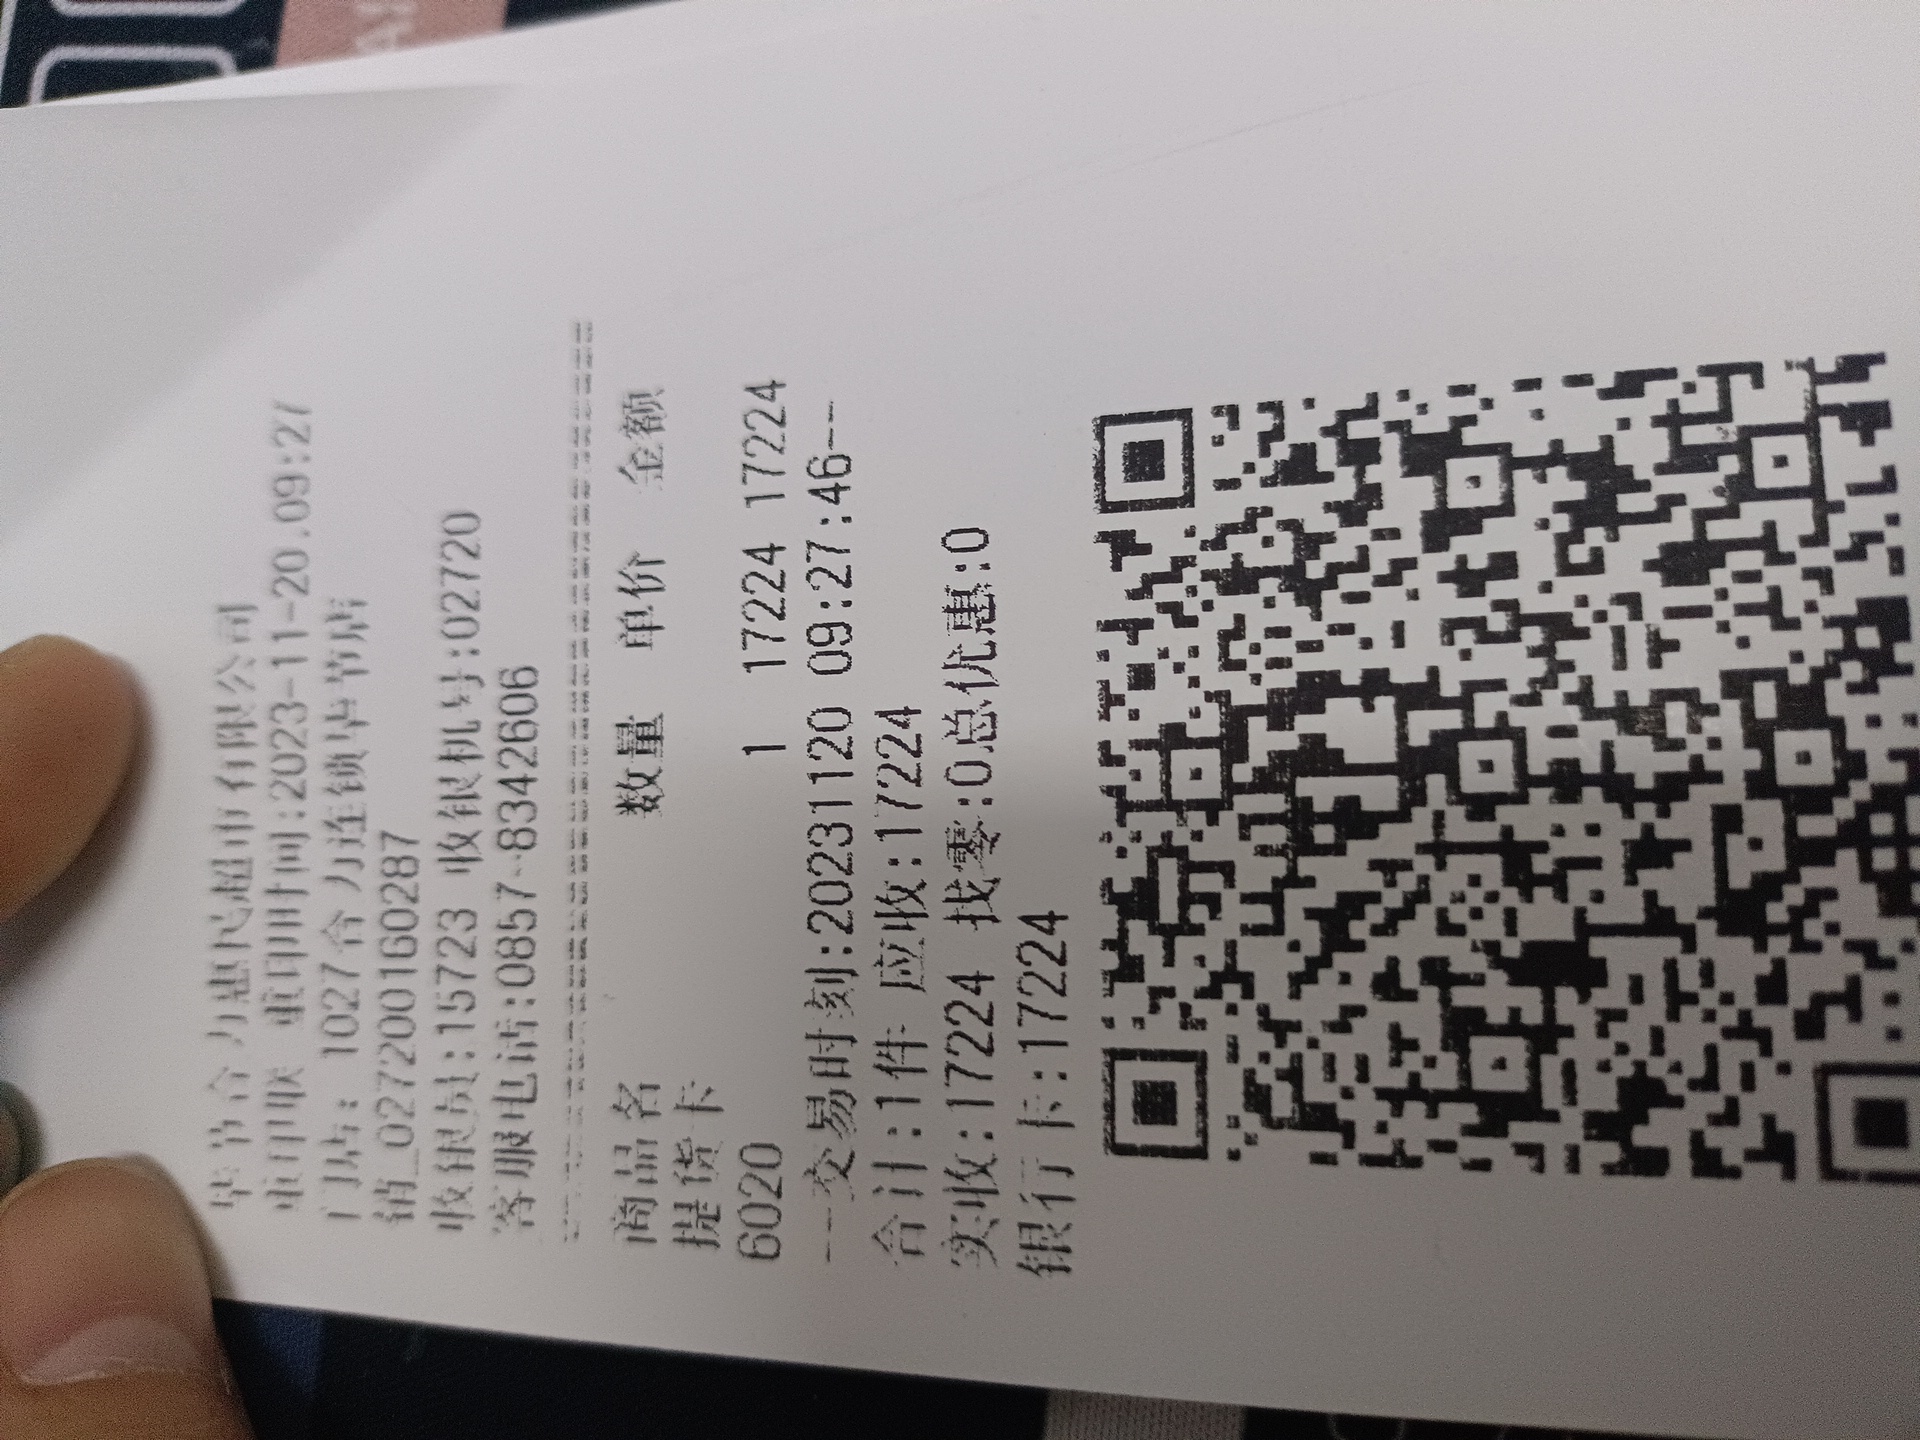 毕节合力惠民超市有限公司
重印联 重印时间:2023-11-20.09:27
门店: 1027合力连锁毕节店
销_02720016​0287
收银员:15723 收银机号:02720
客服电话:0857-8342606
商品名 数量 单价 金额
提货卡
6020 1 17224 17224
---交易时刻:20231120 09:27:46--
合计:1件 应收:17224
实收:17224 找零:0总优惠:0
银行卡:17224